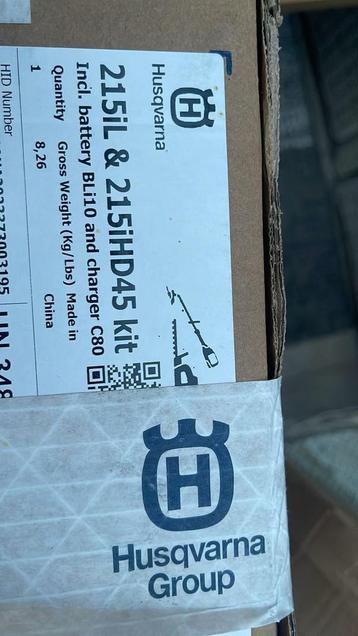 Husqvarna
215iL & 215iHD45 kit
Incl. battery BLi10 and charger C80
Quantity Gross Weight (Kg/Lbs) Made in
1 8,26 China
HID Number
Husqvarna
Group